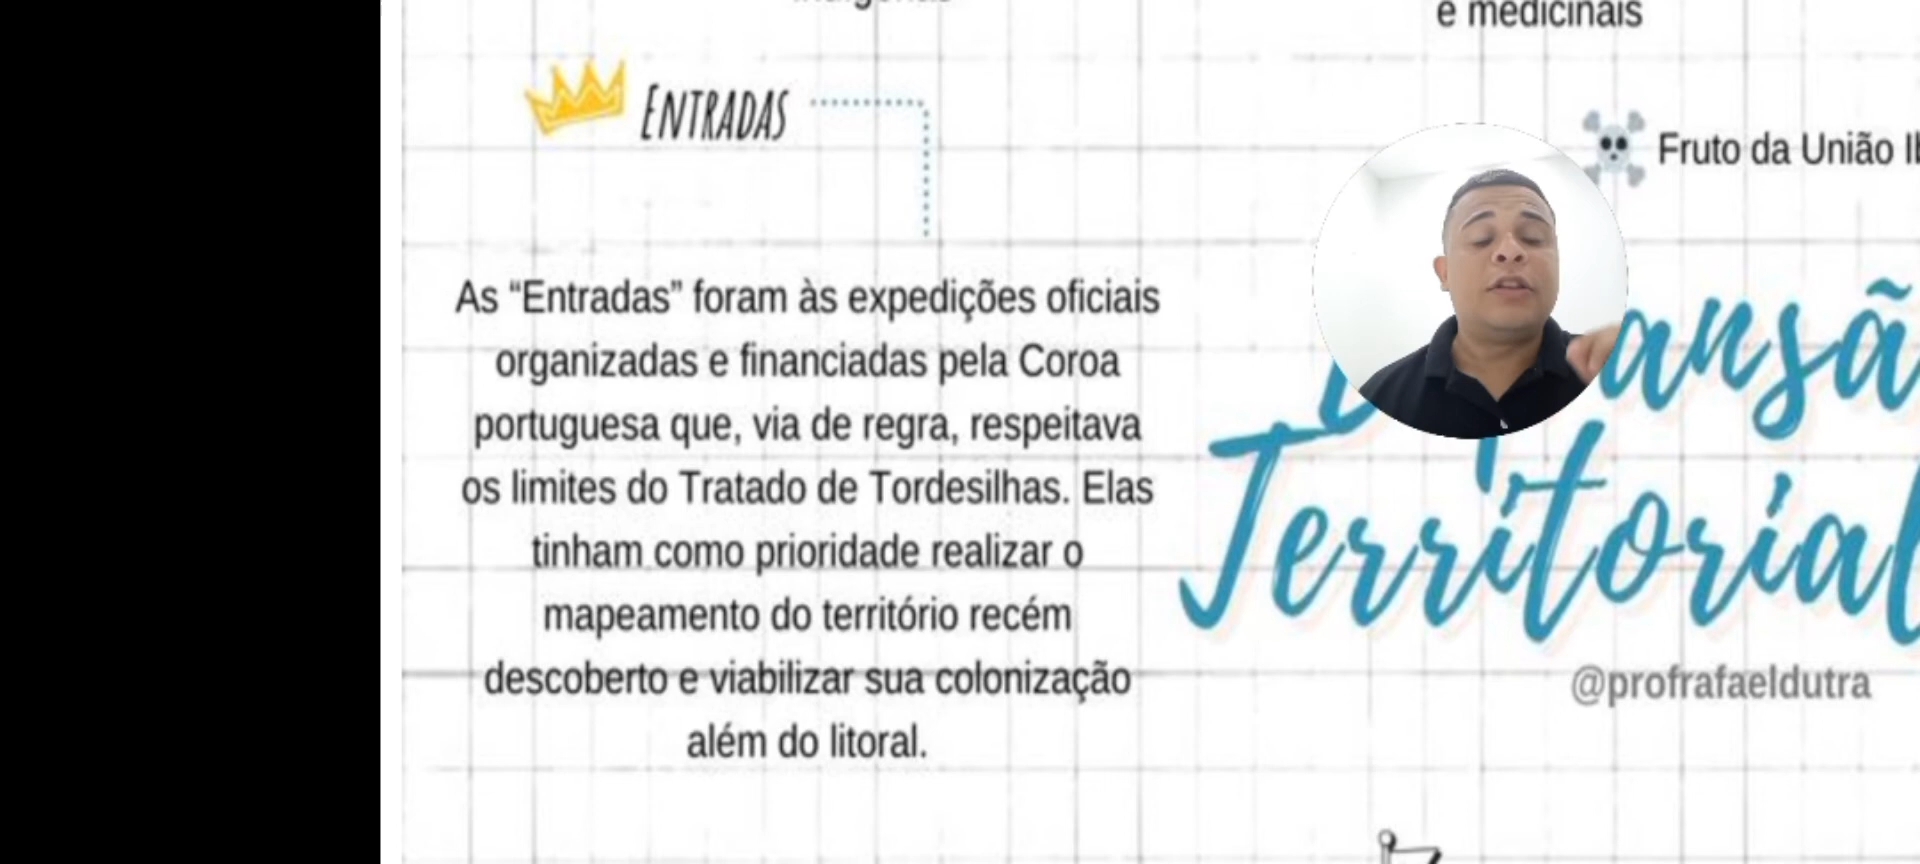 e medicinais
ENTRADAS
Fruto da União
As “Entradas” foram às expedições oficiais
organizadas e financiadas pela Coroa
portuguesa que, via de regra, respeitava
os limites do Tratado de Tordesilhas. Elas
tinham como prioridade realizar o
mapeamento do território recém
descoberto e viabilizar sua colonização
além do litoral.
Territorial
@profrafaeldutra